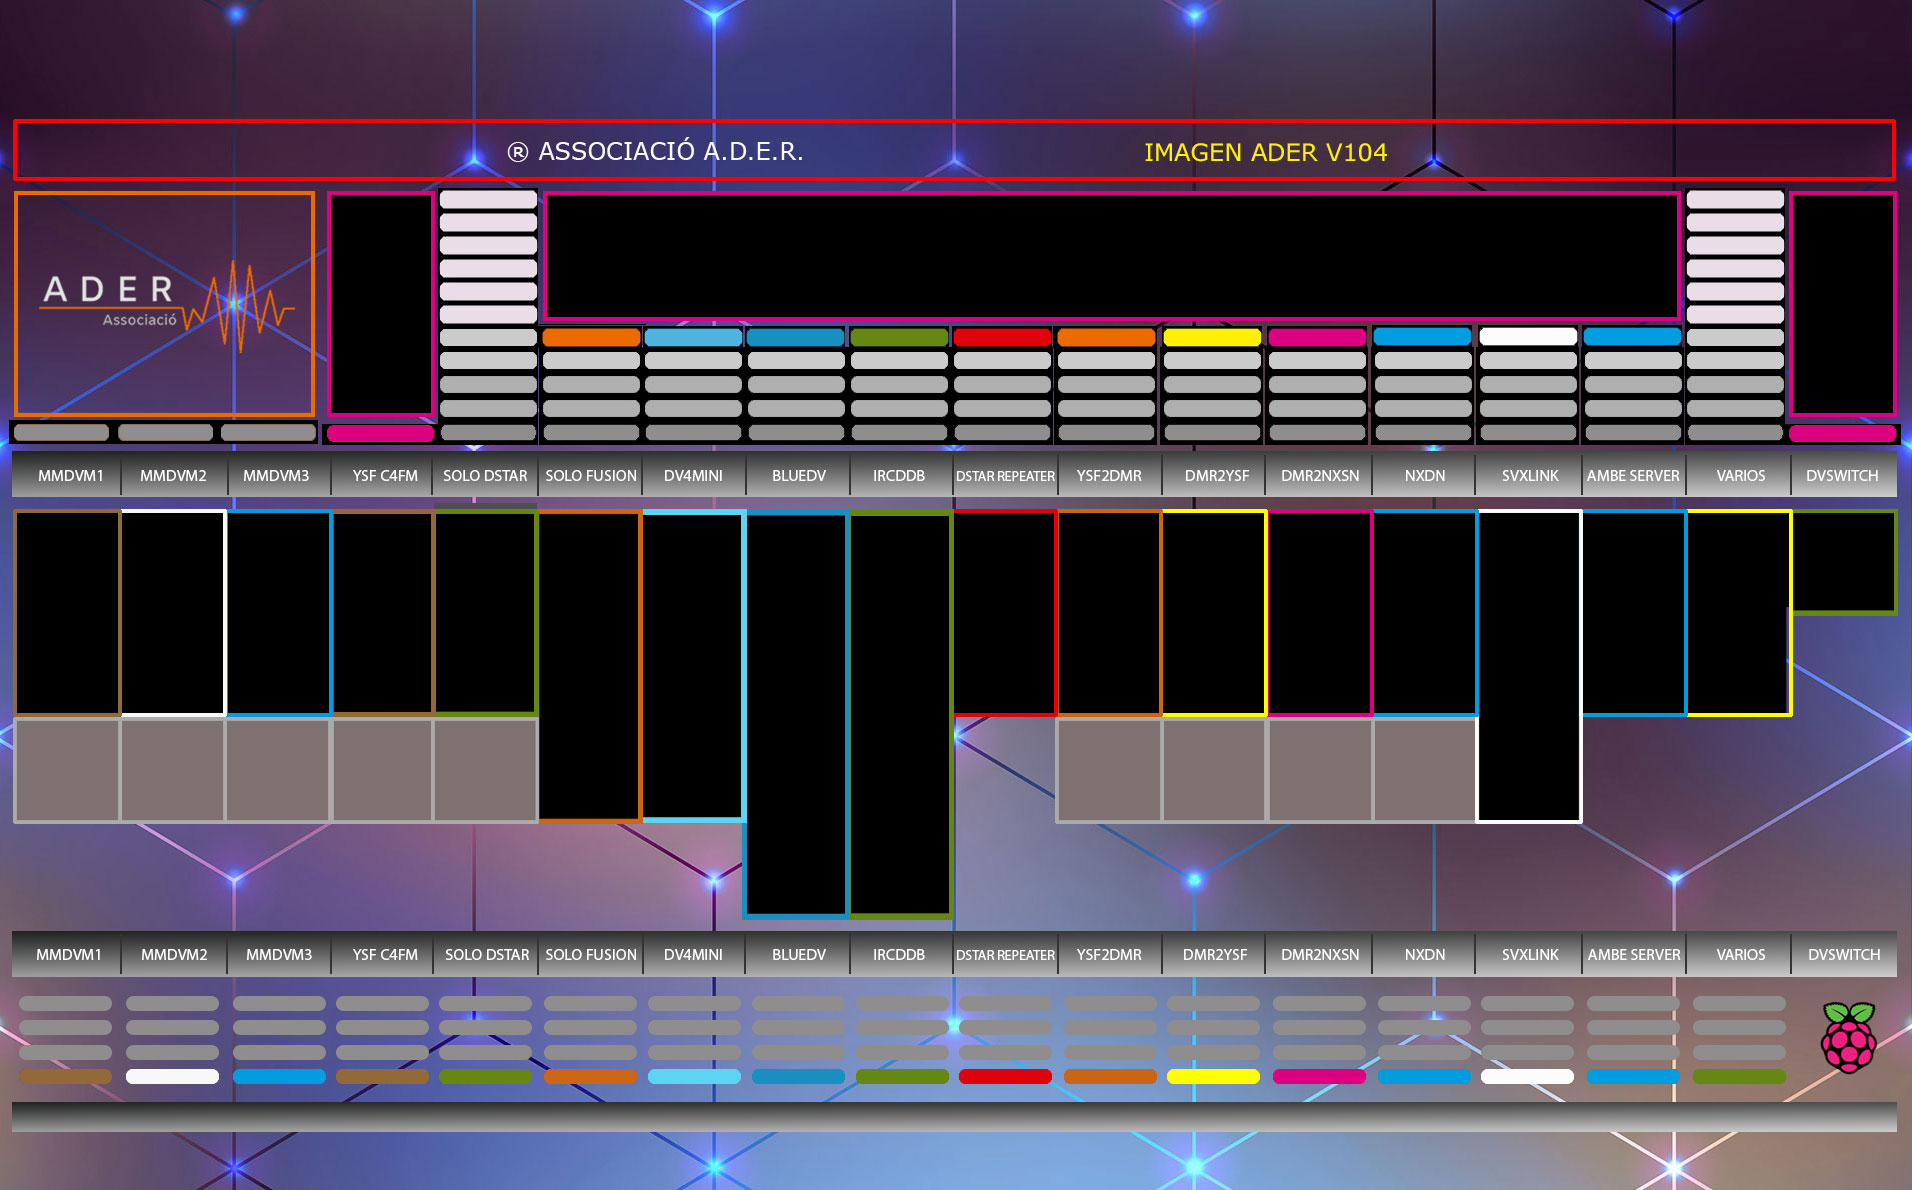 ® ASSOCIACIÓ A.D.E.R. IMAGEN ADER V104
ADER
Associació
MMDVM1 MMDVM2 MMDVM3 YSF C4FM SOLO DSTAR SOLO FUSION DV4MINI BLUEDV IRCDDB DSTAR REPEATER YSF2DMR DMR2YSF DMR2NXSN NXDN SVXLINK AMBE SERVER VARIOS DVSWITCH
MMDVM1 MMDVM2 MMDVM3 YSF C4FM SOLO DSTAR SOLO FUSION DV4MINI BLUEDV IRCDDB DSTAR REPEATER YSF2DMR DMR2YSF DMR2NXSN NXDN SVXLINK AMBE SERVER VARIOS DVSWITCH